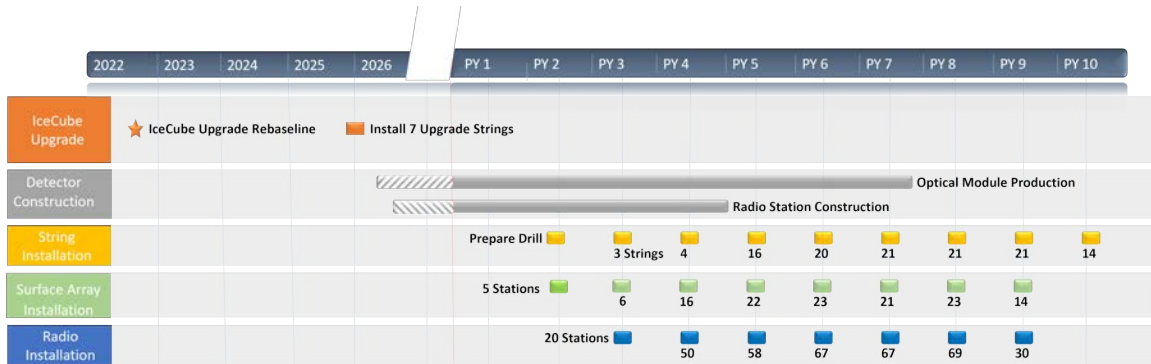 2022 2023 2024 2025 2026 PY 1 PY 2 PY 3 PY 4 PY 5 PY 6 PY 7 PY 8 PY 9 PY 10
IceCube
Upgrade
IceCube Upgrade Rebaseline Install 7 Upgrade Strings
Detector
Construction
Optical Module Production
Radio Station Construction
String
Installation
Prepare Drill
3 Strings 4 16 20 21 21 21 14
Surface Array
Installation
5 Stations
6 16 22 23 21 23 14
Radio
Installation
20 Stations
50 58 67 67 69 30